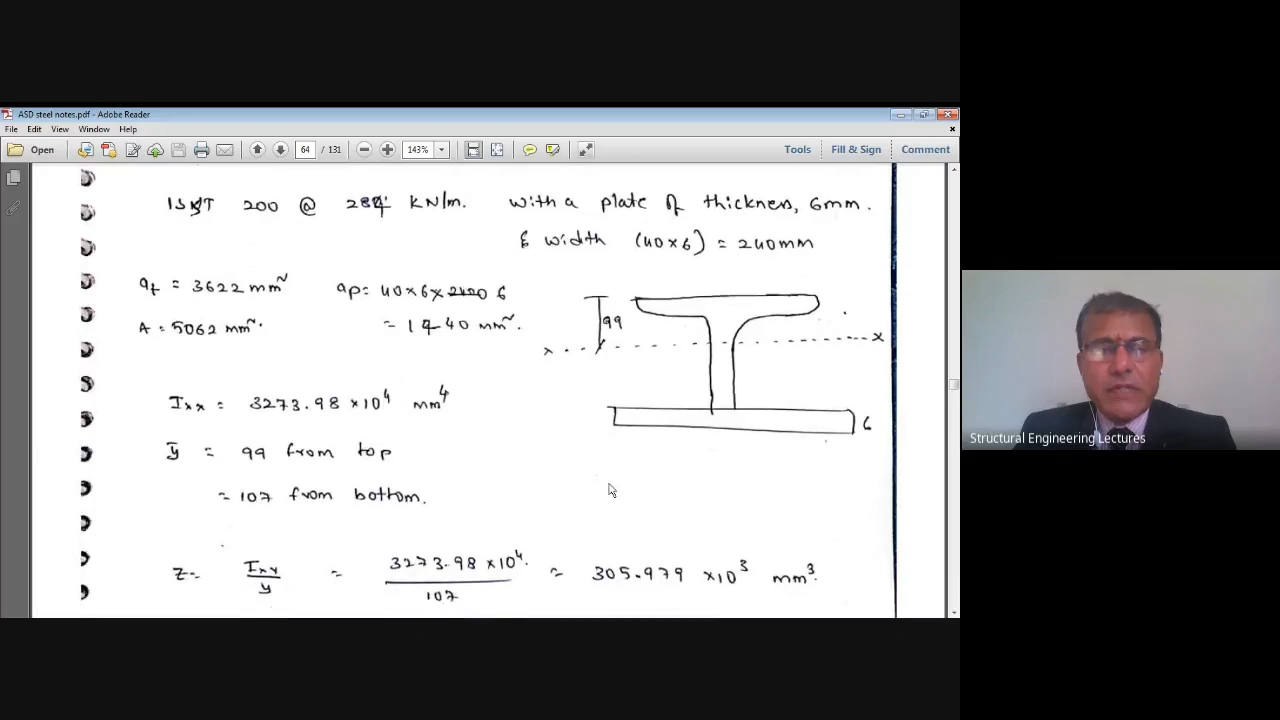 ASD steel notes.pdf - Adobe Reader
File Edit View Window Help
Open 64 / 131 143% Tools Fill & Sign Comment
200 @ KN/m. with a plate of thickness, 6mm.
& width (40×6) = 240mm
at = 3622 mm² ap = 40×6× 6
A = 5062 mm². = 1440 mm².
99
x x
Ixx = 3273.98 ×10⁴ mm⁴
6
ȳ = 99 from top
= 107 from bottom.
Z = Ixx/y = 3273.98 ×10⁴/107 = 305.979 ×10³ mm³.
Structural Engineering Lectures